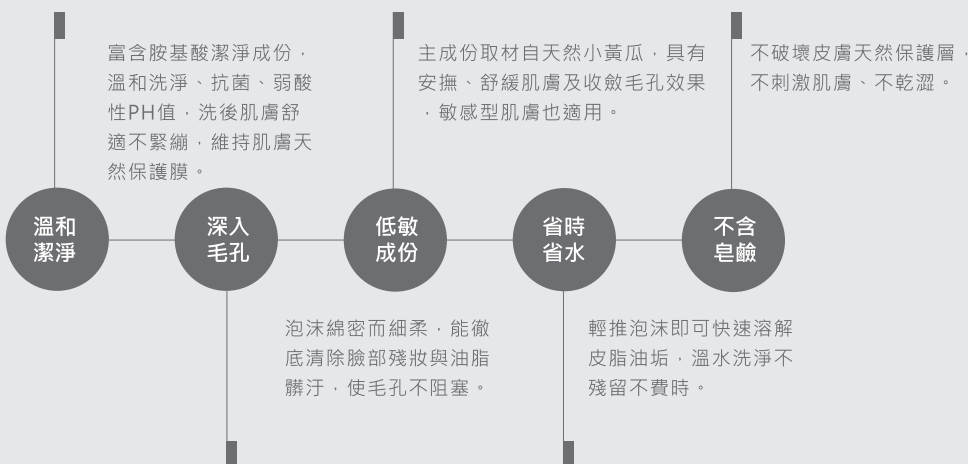 富含胺基酸潔淨成份，
溫和洗淨、抗菌、弱酸
性PH值，洗後肌膚舒
適不緊繃，維持肌膚天
然保護膜。
主成份取材自天然小黃瓜，具有
安撫、舒緩肌膚及收斂毛孔效果
，敏感型肌膚也適用。
不破壞皮膚天然保護層，
不刺激肌膚、不乾澀。
溫和
潔淨
深入
毛孔
低敏
成份
省時
省水
不含
皂鹼
泡沫綿密而細柔，能徹
底清除臉部殘妝與油脂
髒汙，使毛孔不阻塞。
輕推泡沫即可快速溶解
皮脂油垢，溫水洗淨不
殘留不費時。